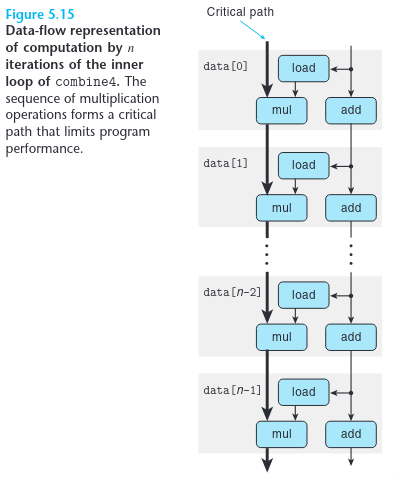 Figure 5.15
Data-flow representation
of computation by n
iterations of the inner
loop of combine4. The
sequence of multiplication
operations forms a critical
path that limits program
performance.
Critical path
data[0]
load
mul
add
data[1]
load
mul
add
data[n-2]
load
mul
add
data[n-1]
load
mul
add